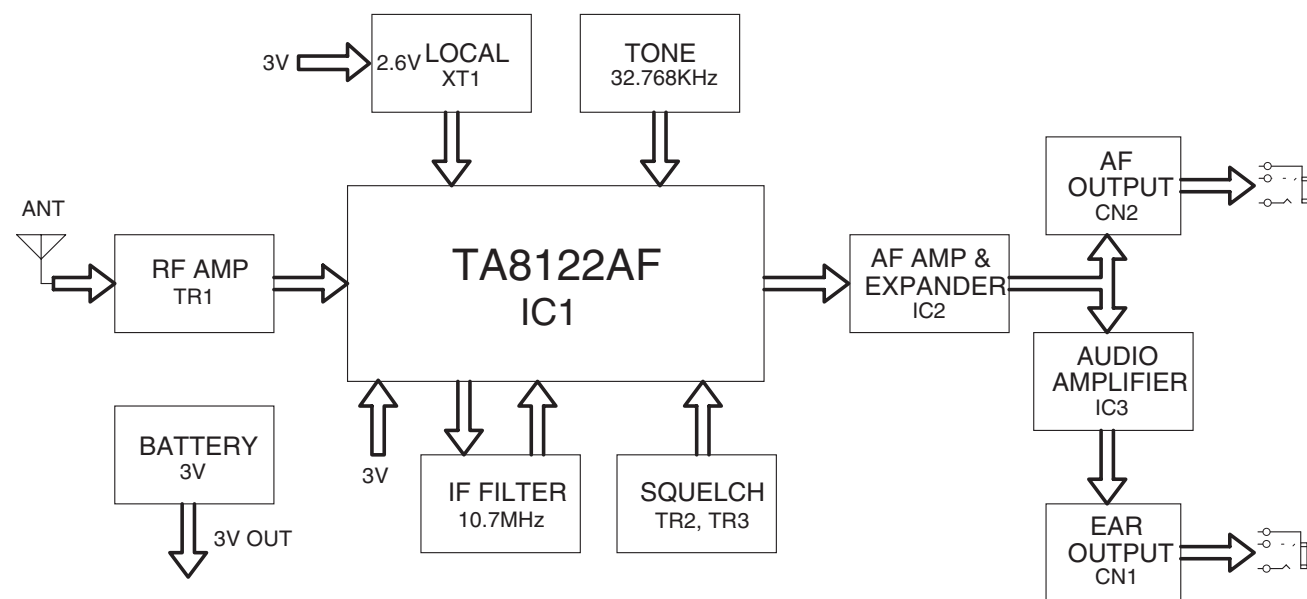 3V
2.6V LOCAL
XT1
TONE
32.768KHz
AF
OUTPUT
CN2
ANT
RF AMP
TR1
TA8122AF
IC1
AF AMP &
EXPANDER
IC2
AUDIO
AMPLIFIER
IC3
BATTERY
3V
3V OUT
3V
IF FILTER
10.7MHz
SQUELCH
TR2, TR3
EAR
OUTPUT
CN1